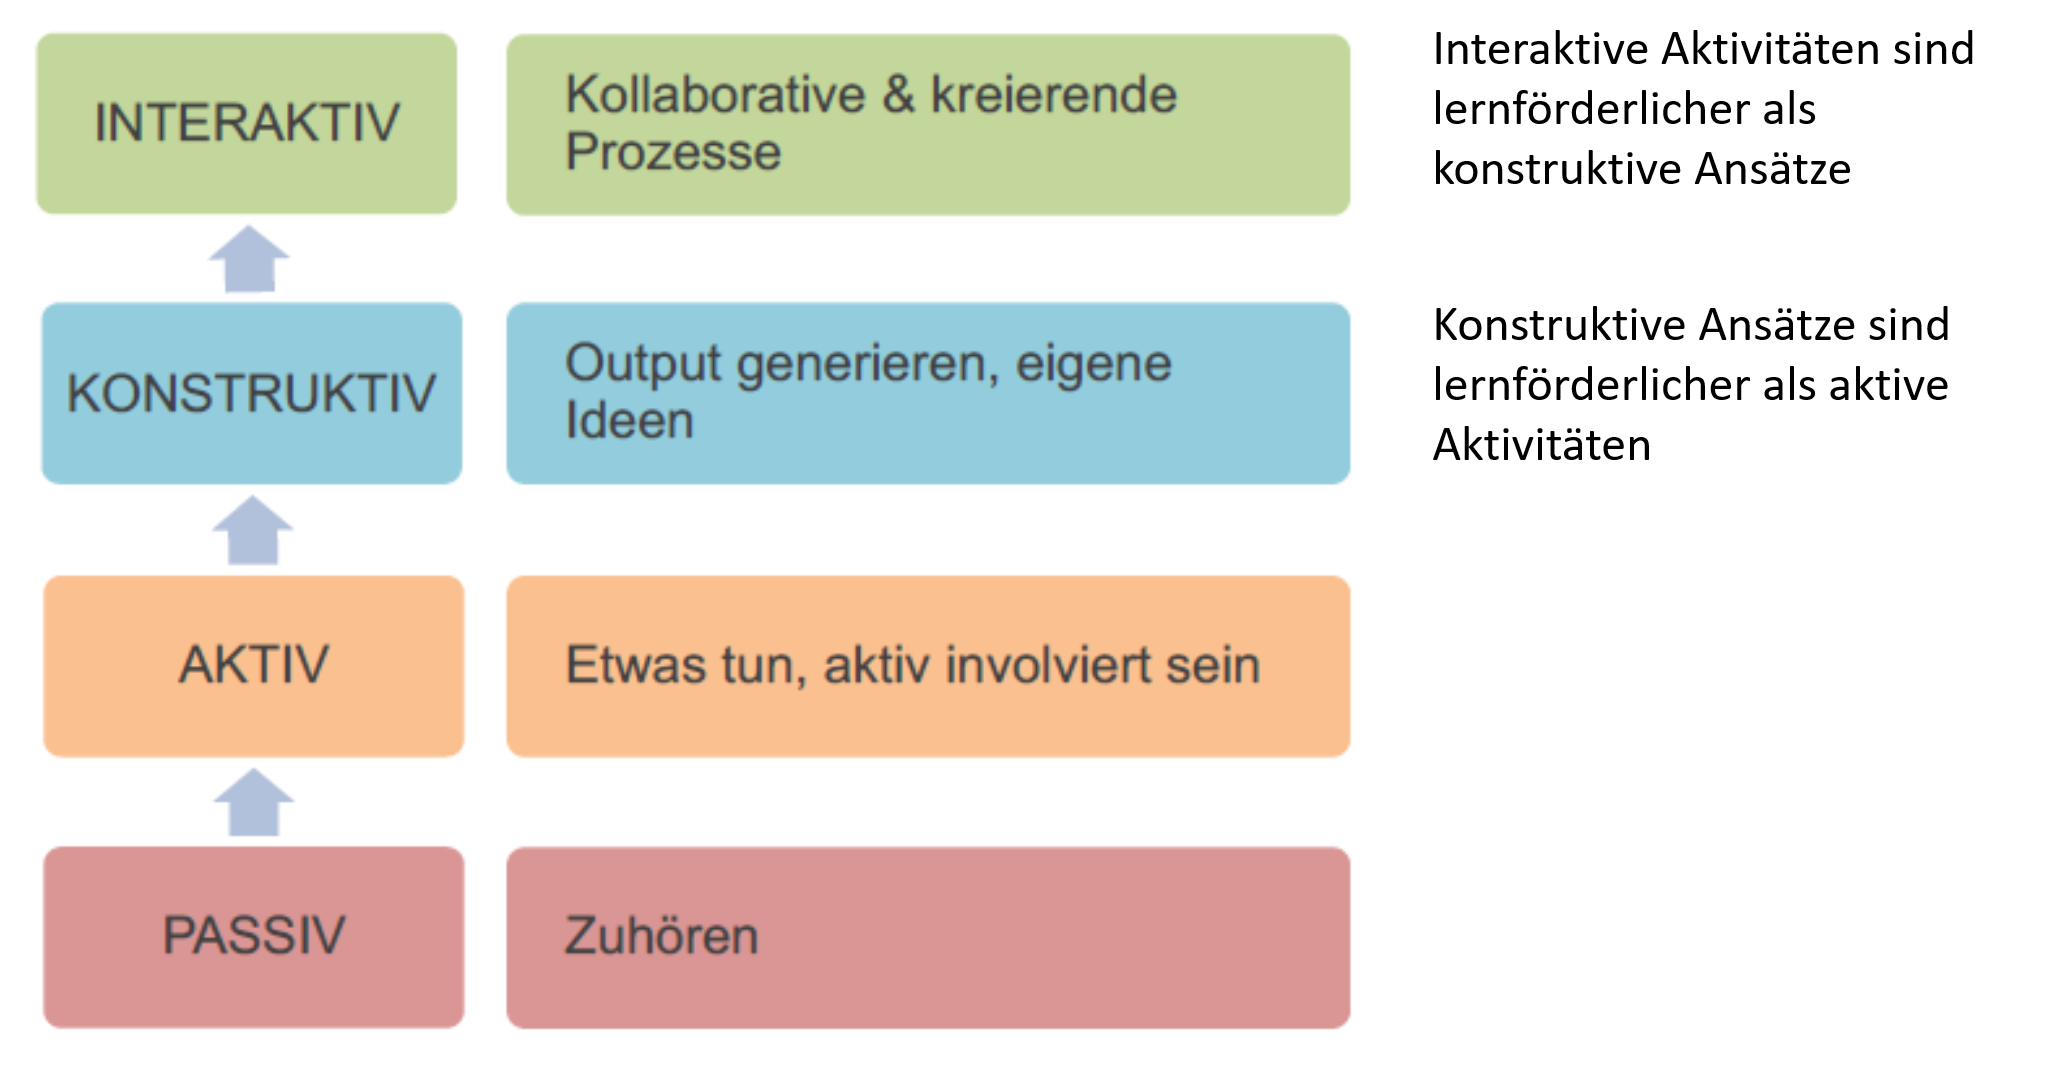 INTERAKTIV
Kollaborative & kreierende
Prozesse
Interaktive Aktivitäten sind
lernförderlicher als
konstruktive Ansätze
KONSTRUKTIV
Output generieren, eigene
Ideen
Konstruktive Ansätze sind
lernförderlicher als aktive
Aktivitäten
AKTIV
Etwas tun, aktiv involviert sein
PASSIV
Zuhören